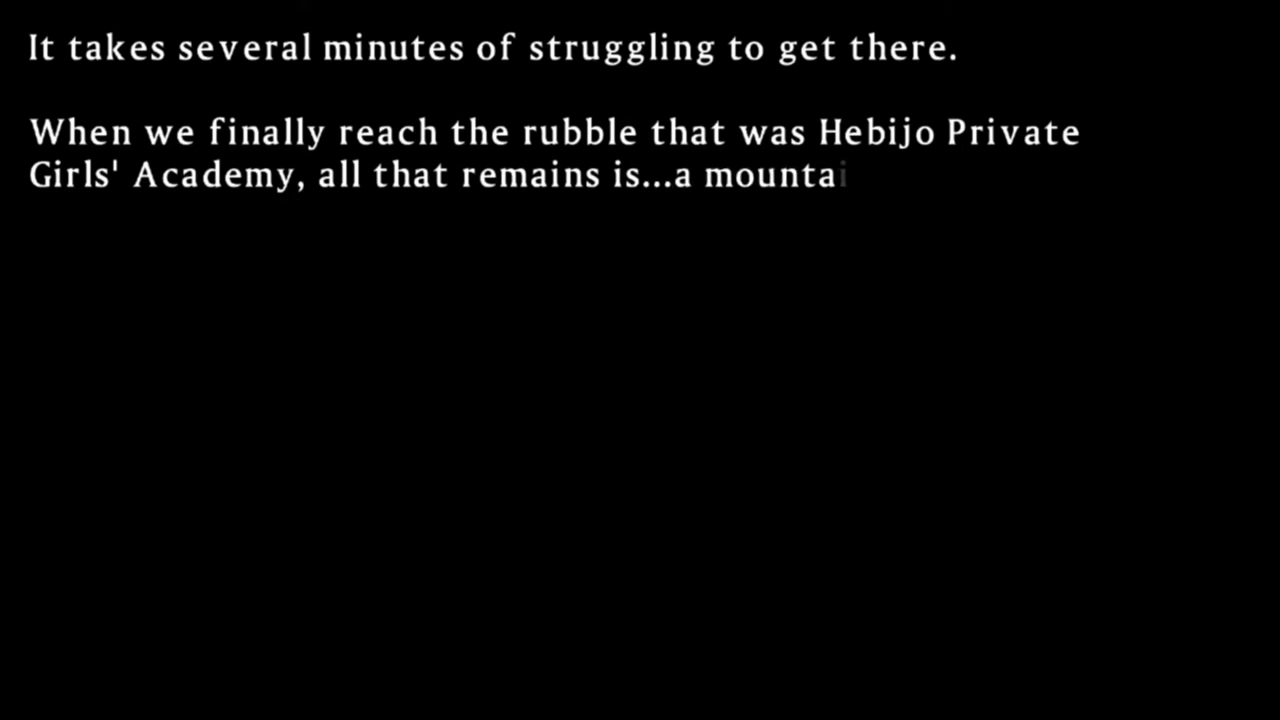 It takes several minutes of struggling to get there.
When we finally reach the rubble that was Hebijo Private
Girls' Academy, all that remains is...a mountai